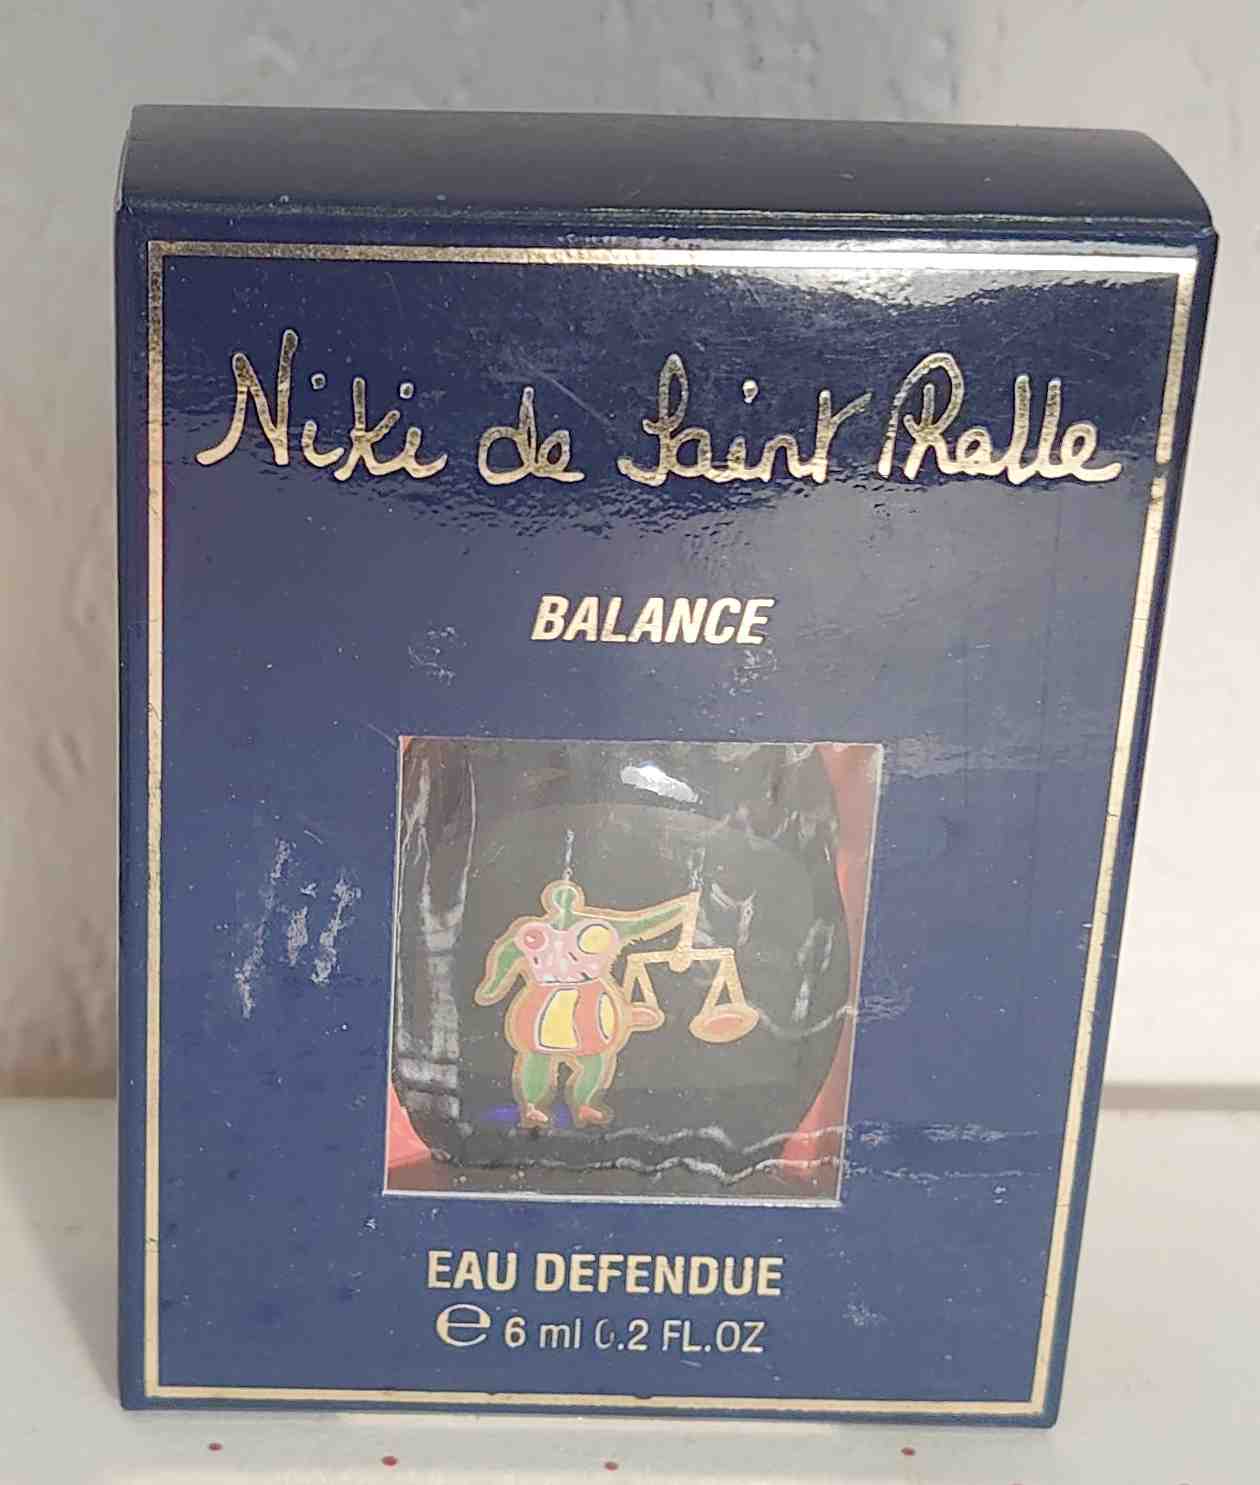 Niki de Saint Phalle
BALANCE
EAU DEFENDUE
℮ 6 ml 0.2 FL.OZ